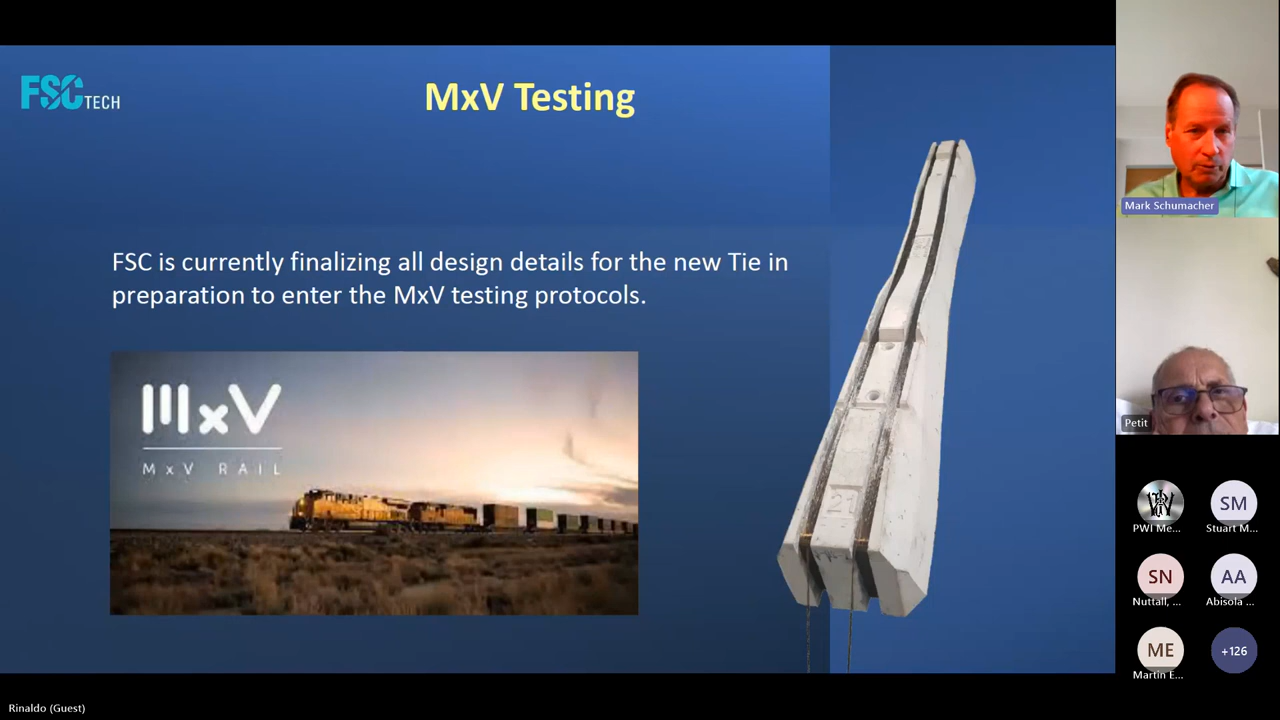 FSC TECH
MxV Testing
FSC is currently finalizing all design details for the new Tie in
preparation to enter the MxV testing protocols.
MxV
MxV RAIL
21
Mark Schumacher
Petit
PWI Me...
SM
Stuart M...
SN
Nuttall, ...
AA
Abisola ...
ME
Martin E...
+126
Rinaldo (Guest)